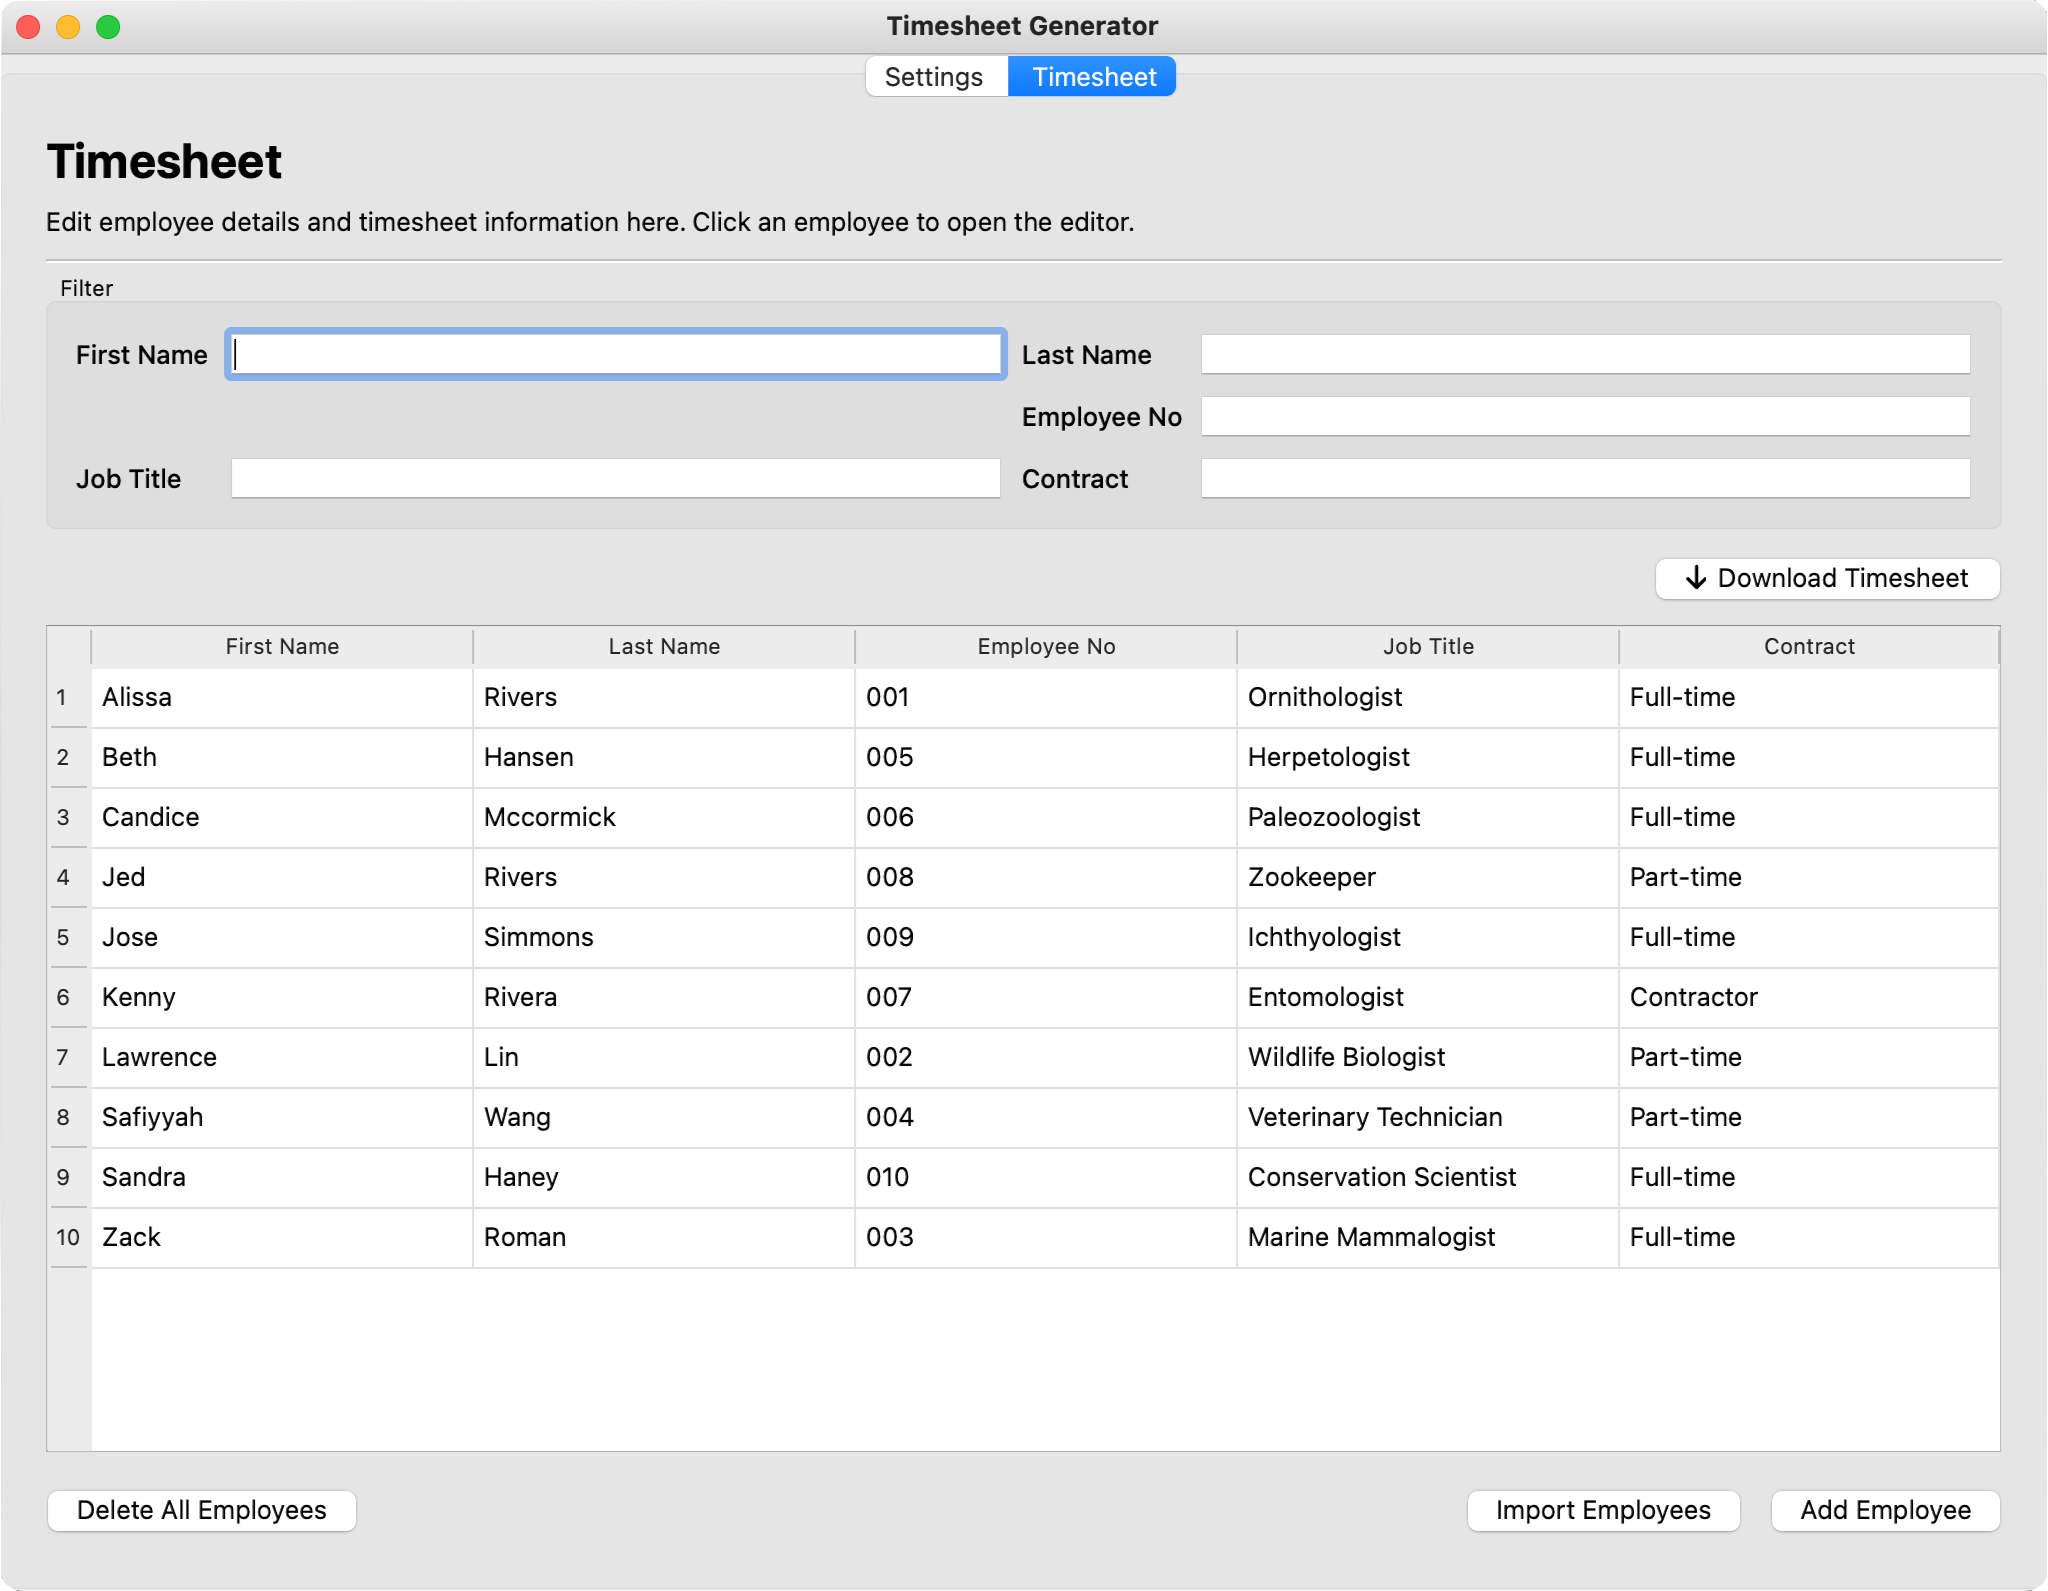 Timesheet Generator
Settings Timesheet
Timesheet
Edit employee details and timesheet information here. Click an employee to open the editor.
Filter
First Name Last Name
Employee No
Job Title Contract
↓ Download Timesheet
First Name Last Name Employee No Job Title Contract
1 Alissa Rivers 001 Ornithologist Full-time
2 Beth Hansen 005 Herpetologist Full-time
3 Candice Mccormick 006 Paleozoologist Full-time
4 Jed Rivers 008 Zookeeper Part-time
5 Jose Simmons 009 Ichthyologist Full-time
6 Kenny Rivera 007 Entomologist Contractor
7 Lawrence Lin 002 Wildlife Biologist Part-time
8 Safiyyah Wang 004 Veterinary Technician Part-time
9 Sandra Haney 010 Conservation Scientist Full-time
10 Zack Roman 003 Marine Mammalogist Full-time
Delete All Employees Import Employees Add Employee